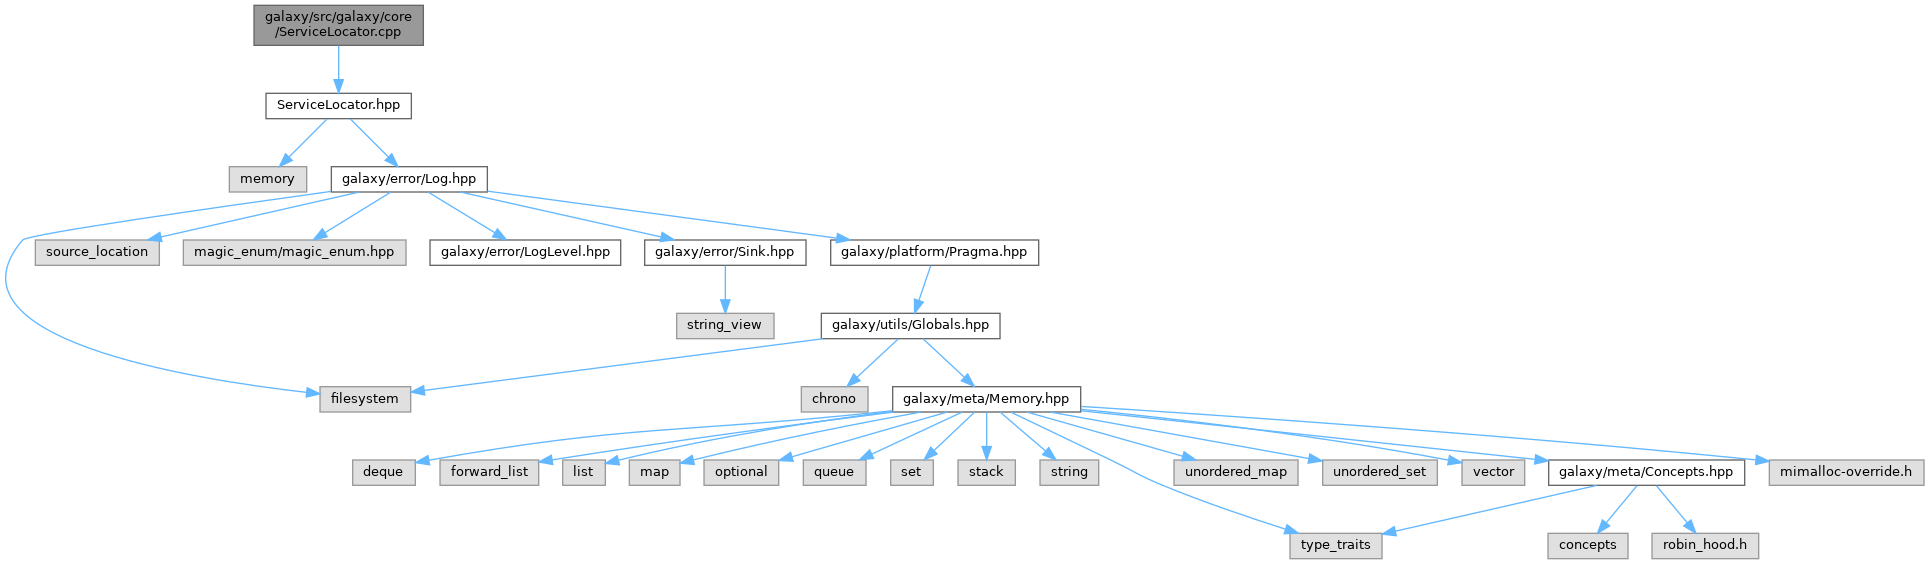 galaxy/src/galaxy/core
/ServiceLocator.cpp
ServiceLocator.hpp
memory
galaxy/error/Log.hpp
source_location
magic_enum/magic_enum.hpp
galaxy/error/LogLevel.hpp
galaxy/error/Sink.hpp
galaxy/platform/Pragma.hpp
string_view
galaxy/utils/Globals.hpp
filesystem
chrono
galaxy/meta/Memory.hpp
deque
forward_list
list
map
optional
queue
set
stack
string
unordered_map
unordered_set
vector
galaxy/meta/Concepts.hpp
mimalloc-override.h
type_traits
concepts
robin_hood.h